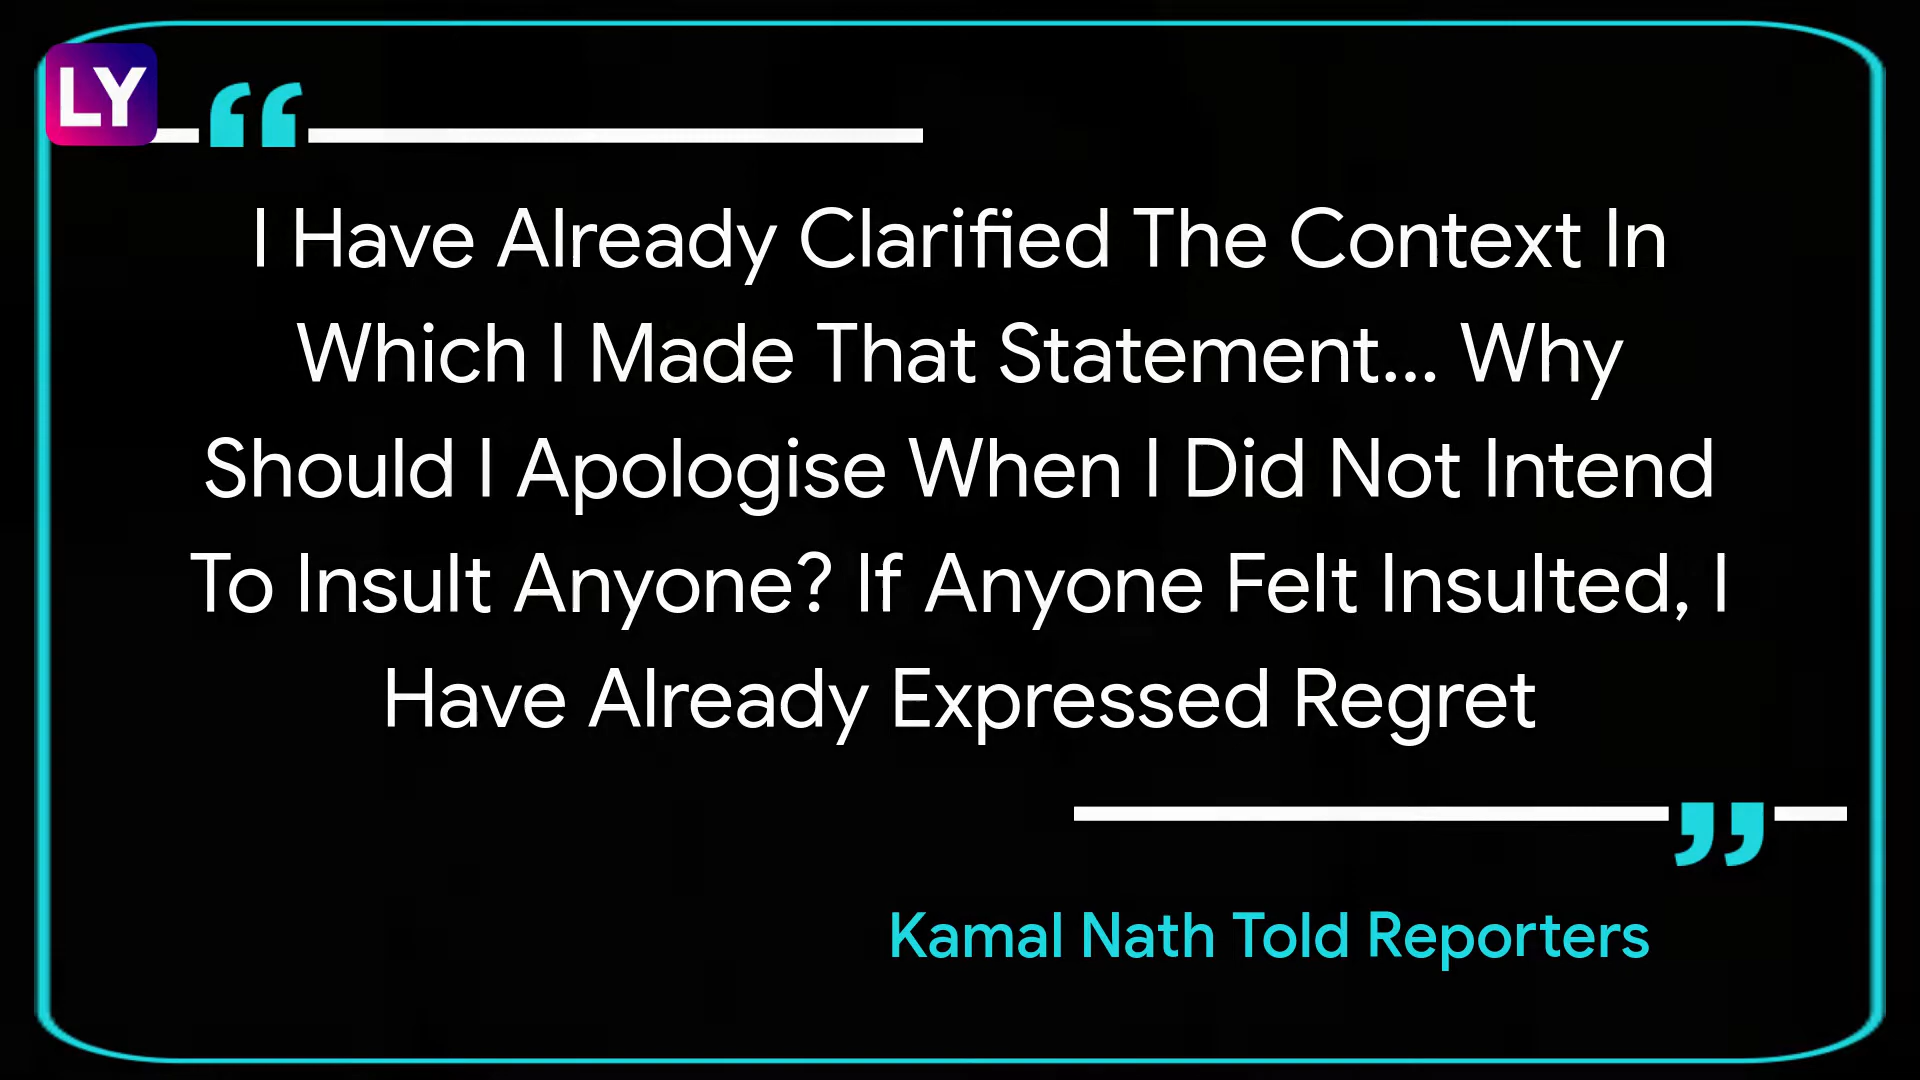 LY
“
I Have Already Clarified The Context In
Which I Made That Statement... Why
Should I Apologise When I Did Not Intend
To Insult Anyone? If Anyone Felt Insulted, I
Have Already Expressed Regret
”
Kamal Nath Told Reporters